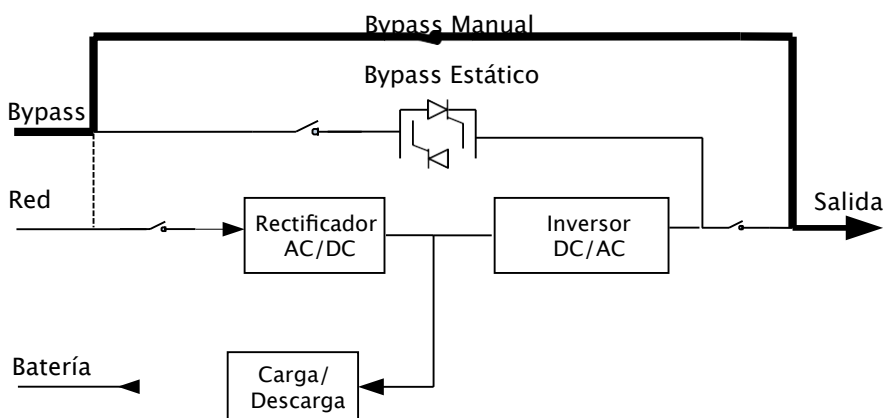 Bypass Manual
Bypass Estático
Bypass
Red
Rectificador
AC/DC
Inversor
DC/AC
Salida
Batería
Carga/
Descarga